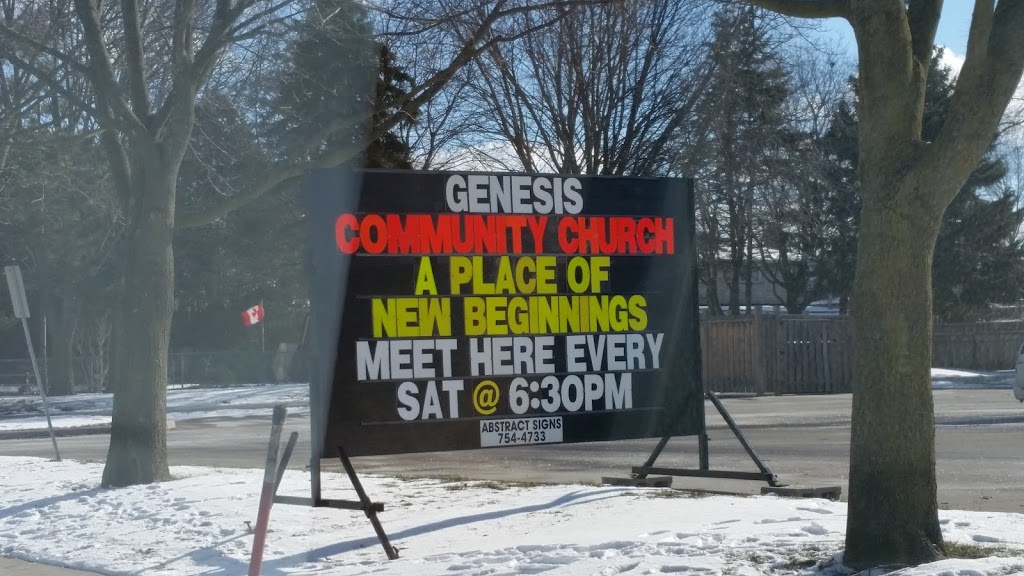 GENESIS
COMMUNITY CHURCH
A PLACE OF
NEW BEGINNINGS
MEET HERE EVERY
SAT @ 6:30PM
ABSTRACT SIGNS
754-4733